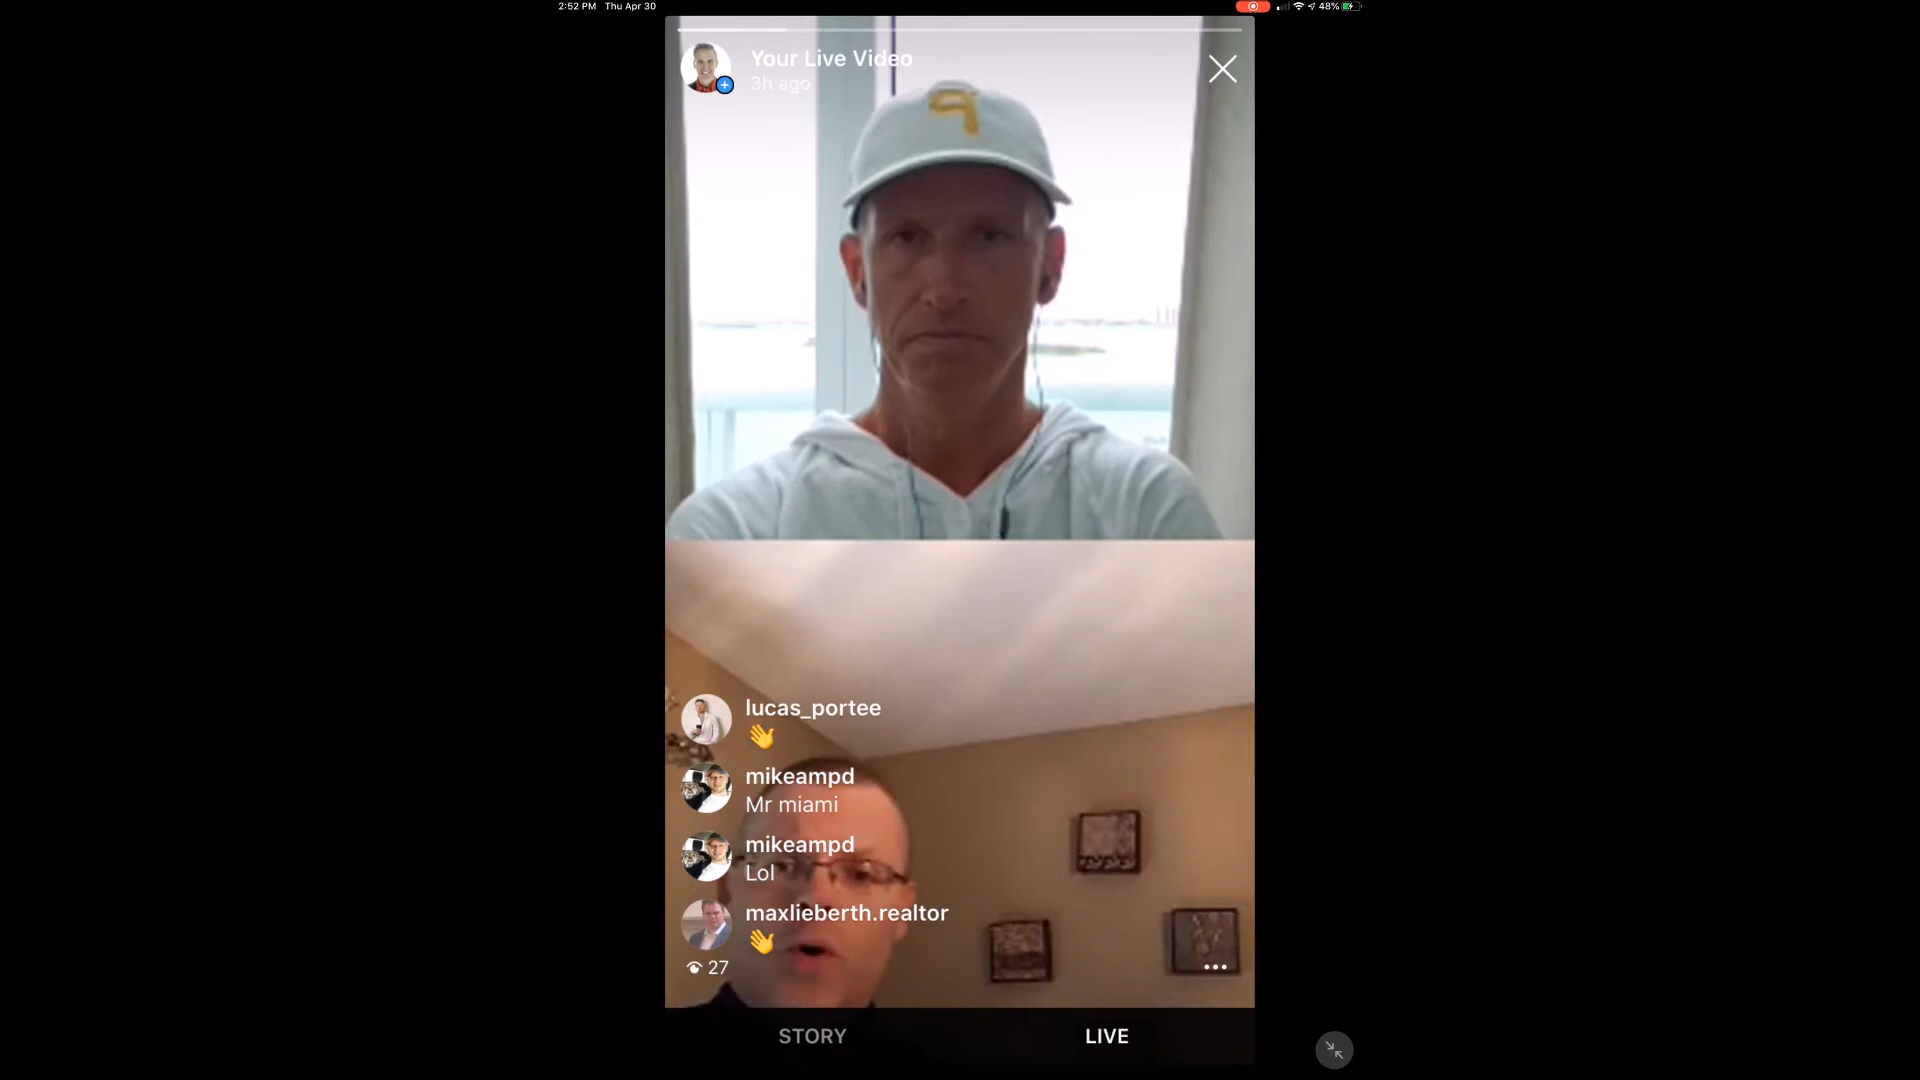 2:52 PM Thu Apr 30
48%
Your Live Video
3h ago
lucas_portee
👋
mikeampd
Mr miami
mikeampd
Lol
maxlieberth.realtor
👋
27
STORY LIVE